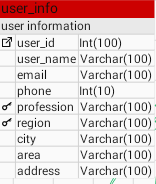 user_info
user information
user_id Int(100)
user_name Varchar(100)
email Varchar(100)
phone Int(10)
profession Varchar(100)
region Varchar(100)
city Varchar(100)
area Varchar(100)
address Varchar(100)